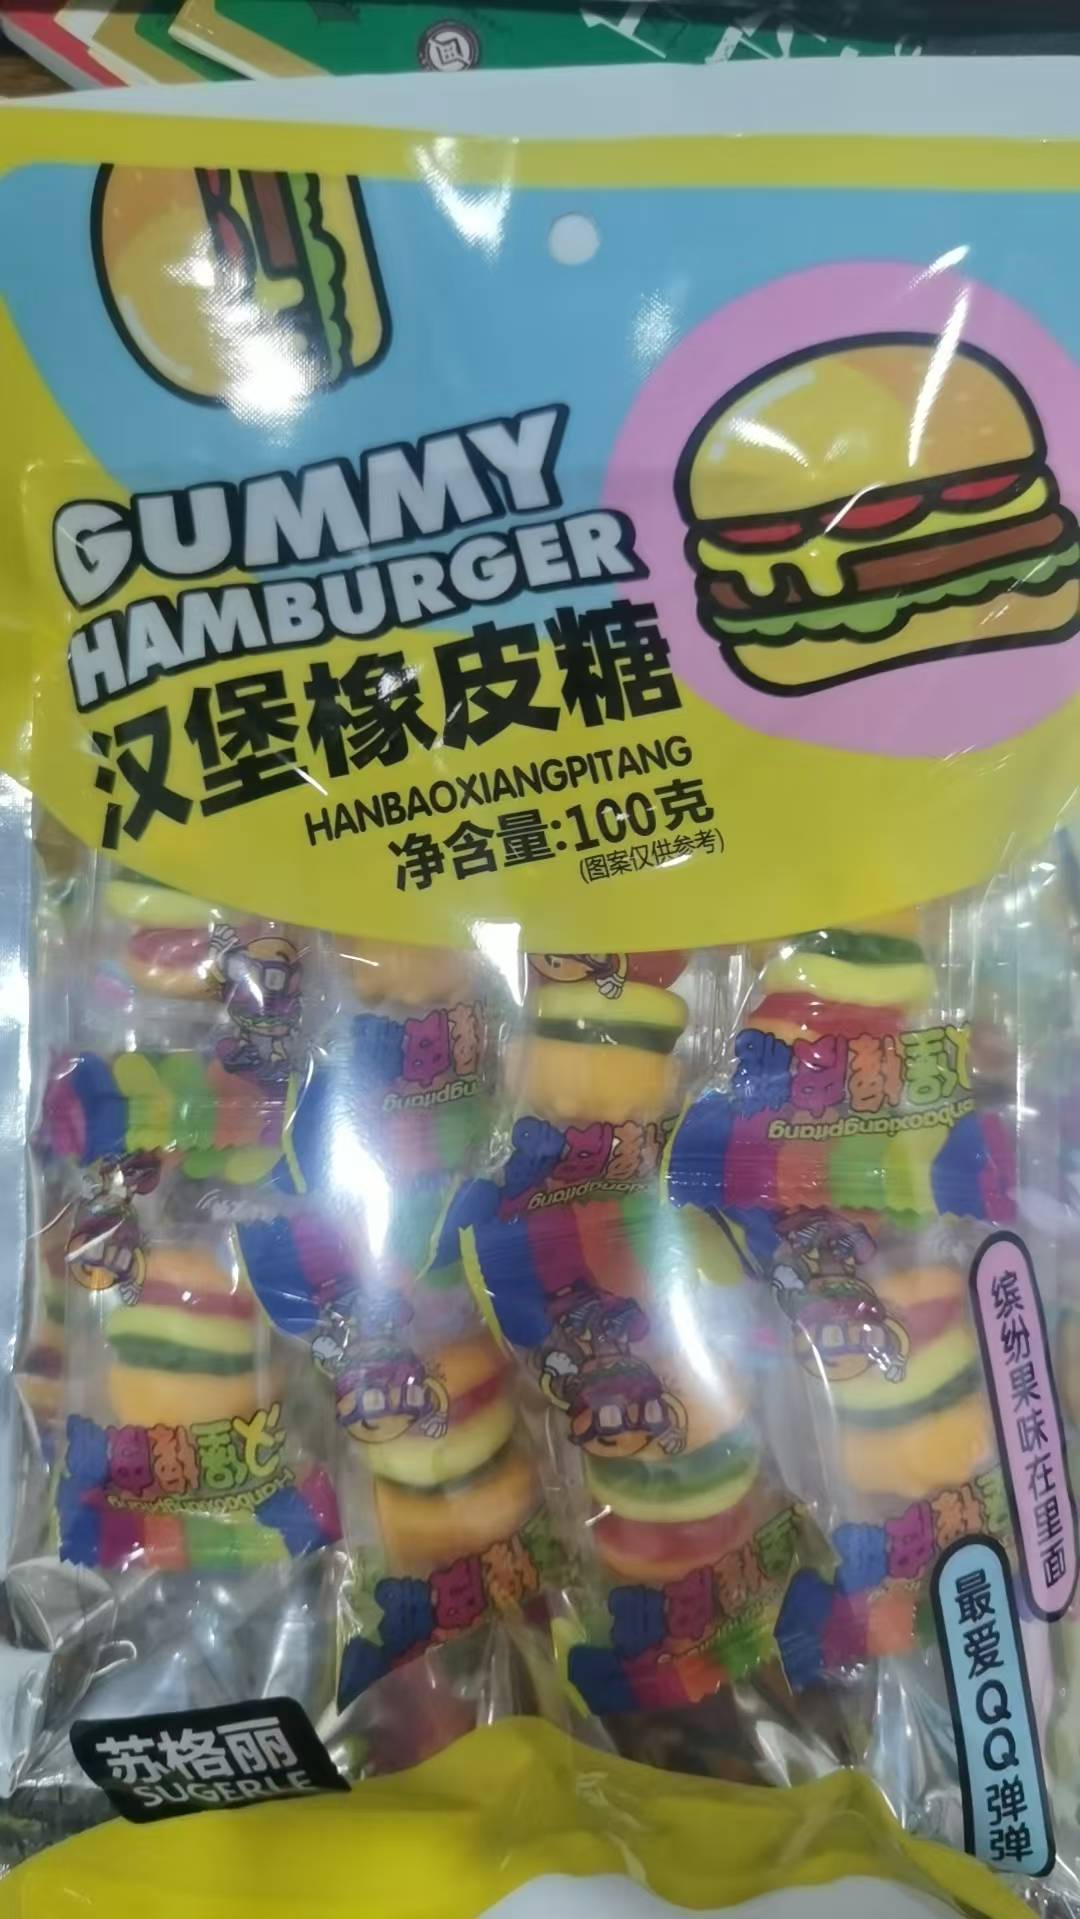 GUMMY
HAMBURGER
汉堡橡皮糖
HANBAOXIANGPITANG
净含量:100克
(图案仅供参考)
缤纷果味在里面
最爱QQ弹弹
苏格丽
SUGERLE